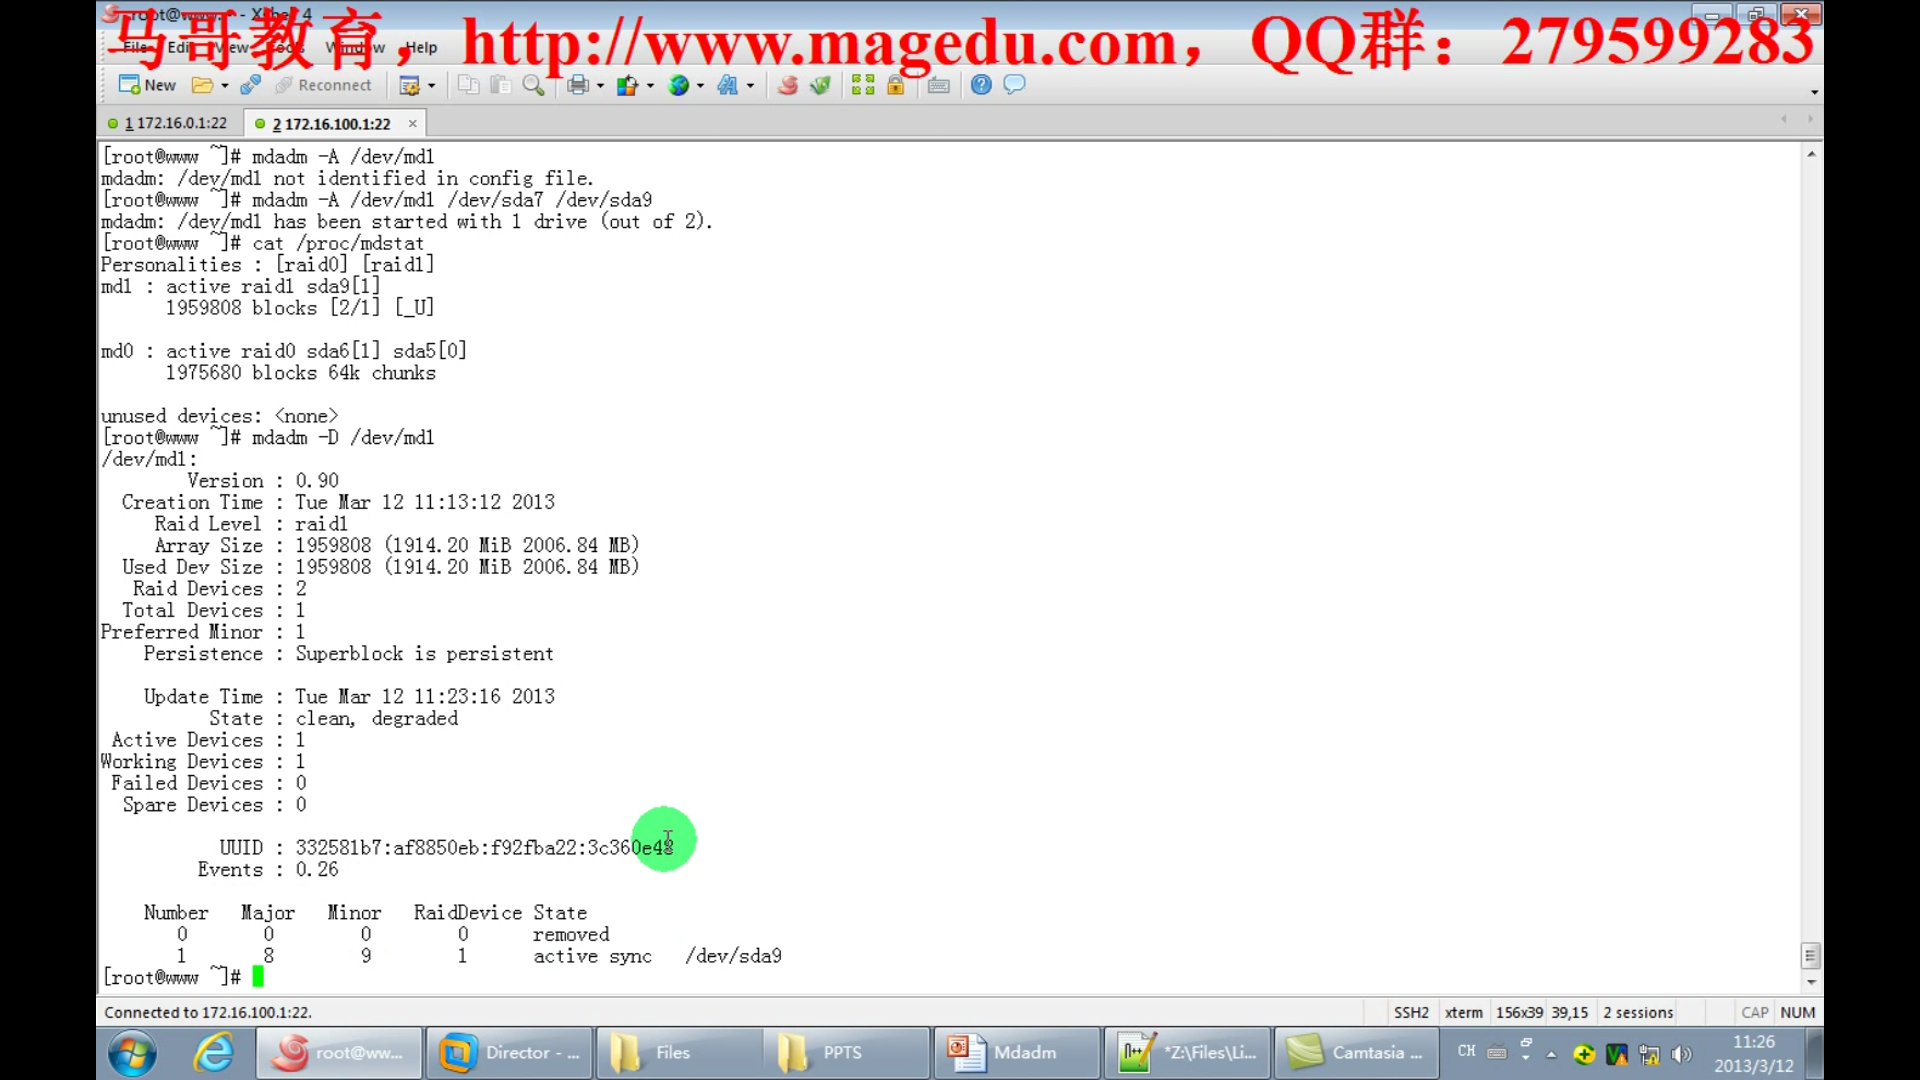 马哥教育，http://www.magedu.com，QQ群：279599283
File Edit View Tools Window Help
New Reconnect
1 172.16.0.1:22 2 172.16.100.1:22
[root@www ~]# mdadm -A /dev/md1
mdadm: /dev/md1 not identified in config file.
[root@www ~]# mdadm -A /dev/md1 /dev/sda7 /dev/sda9
mdadm: /dev/md1 has been started with 1 drive (out of 2).
[root@www ~]# cat /proc/mdstat
Personalities : [raid0] [raid1]
md1 : active raid1 sda9[1]
1959808 blocks [2/1] [_U]
md0 : active raid0 sda6[1] sda5[0]
1975680 blocks 64k chunks
unused devices: <none>
[root@www ~]# mdadm -D /dev/md1
/dev/md1:
Version : 0.90
Creation Time : Tue Mar 12 11:13:12 2013
Raid Level : raid1
Array Size : 1959808 (1914.20 MiB 2006.84 MB)
Used Dev Size : 1959808 (1914.20 MiB 2006.84 MB)
Raid Devices : 2
Total Devices : 1
Preferred Minor : 1
Persistence : Superblock is persistent
Update Time : Tue Mar 12 11:23:16 2013
State : clean, degraded
Active Devices : 1
Working Devices : 1
Failed Devices : 0
Spare Devices : 0
UUID : 332581b7:af8850eb:f92fba22:3c360e48
Events : 0.26
Number Major Minor RaidDevice State
0 0 0 0 removed
1 8 9 1 active sync /dev/sda9
[root@www ~]#
Connected to 172.16.100.1:22.
SSH2 xterm 156x39 39,15 2 sessions CAP NUM
root@ww... Director - ... Files PPTS Mdadm *Z:\Files\Li... Camtasia ... CH 11:26
2013/3/12